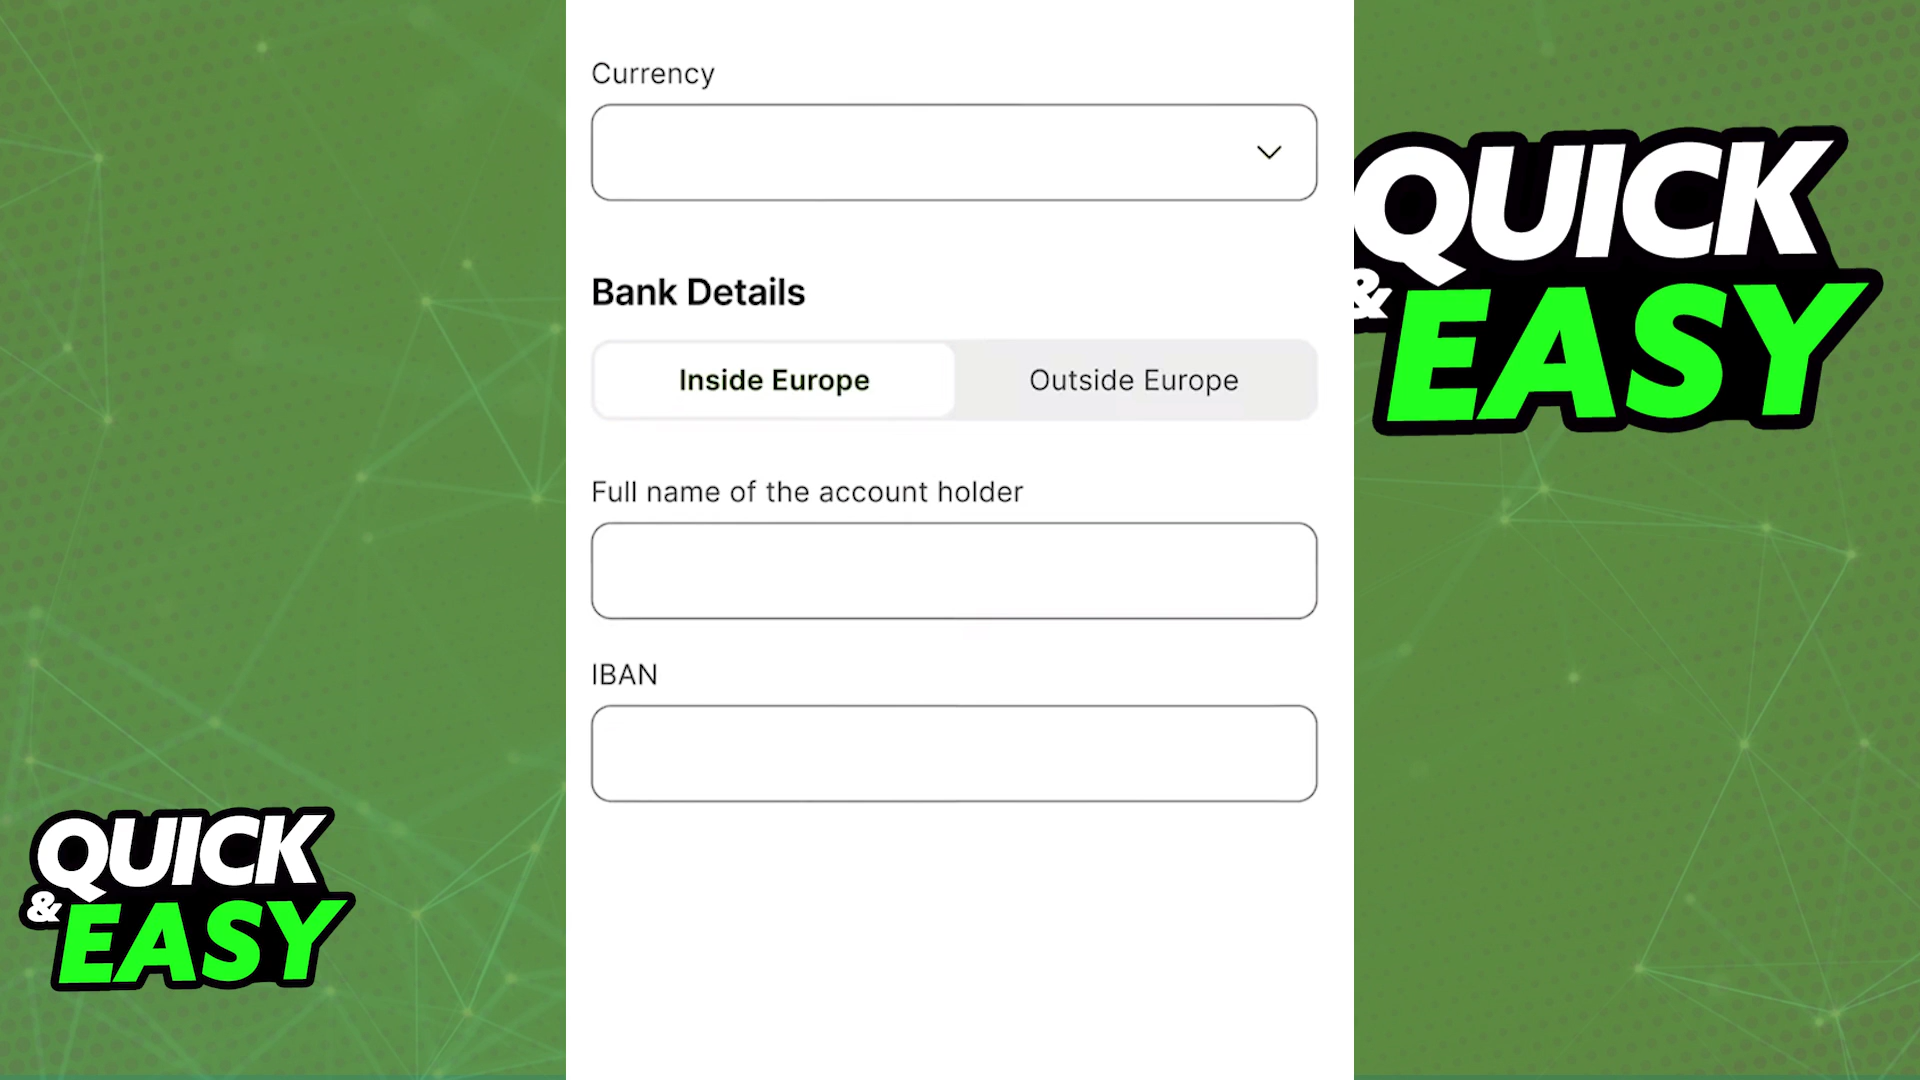 Currency
Bank Details
Inside Europe
Outside Europe
Full name of the account holder
IBAN
QUICK
& EASY
QUICK
& EASY